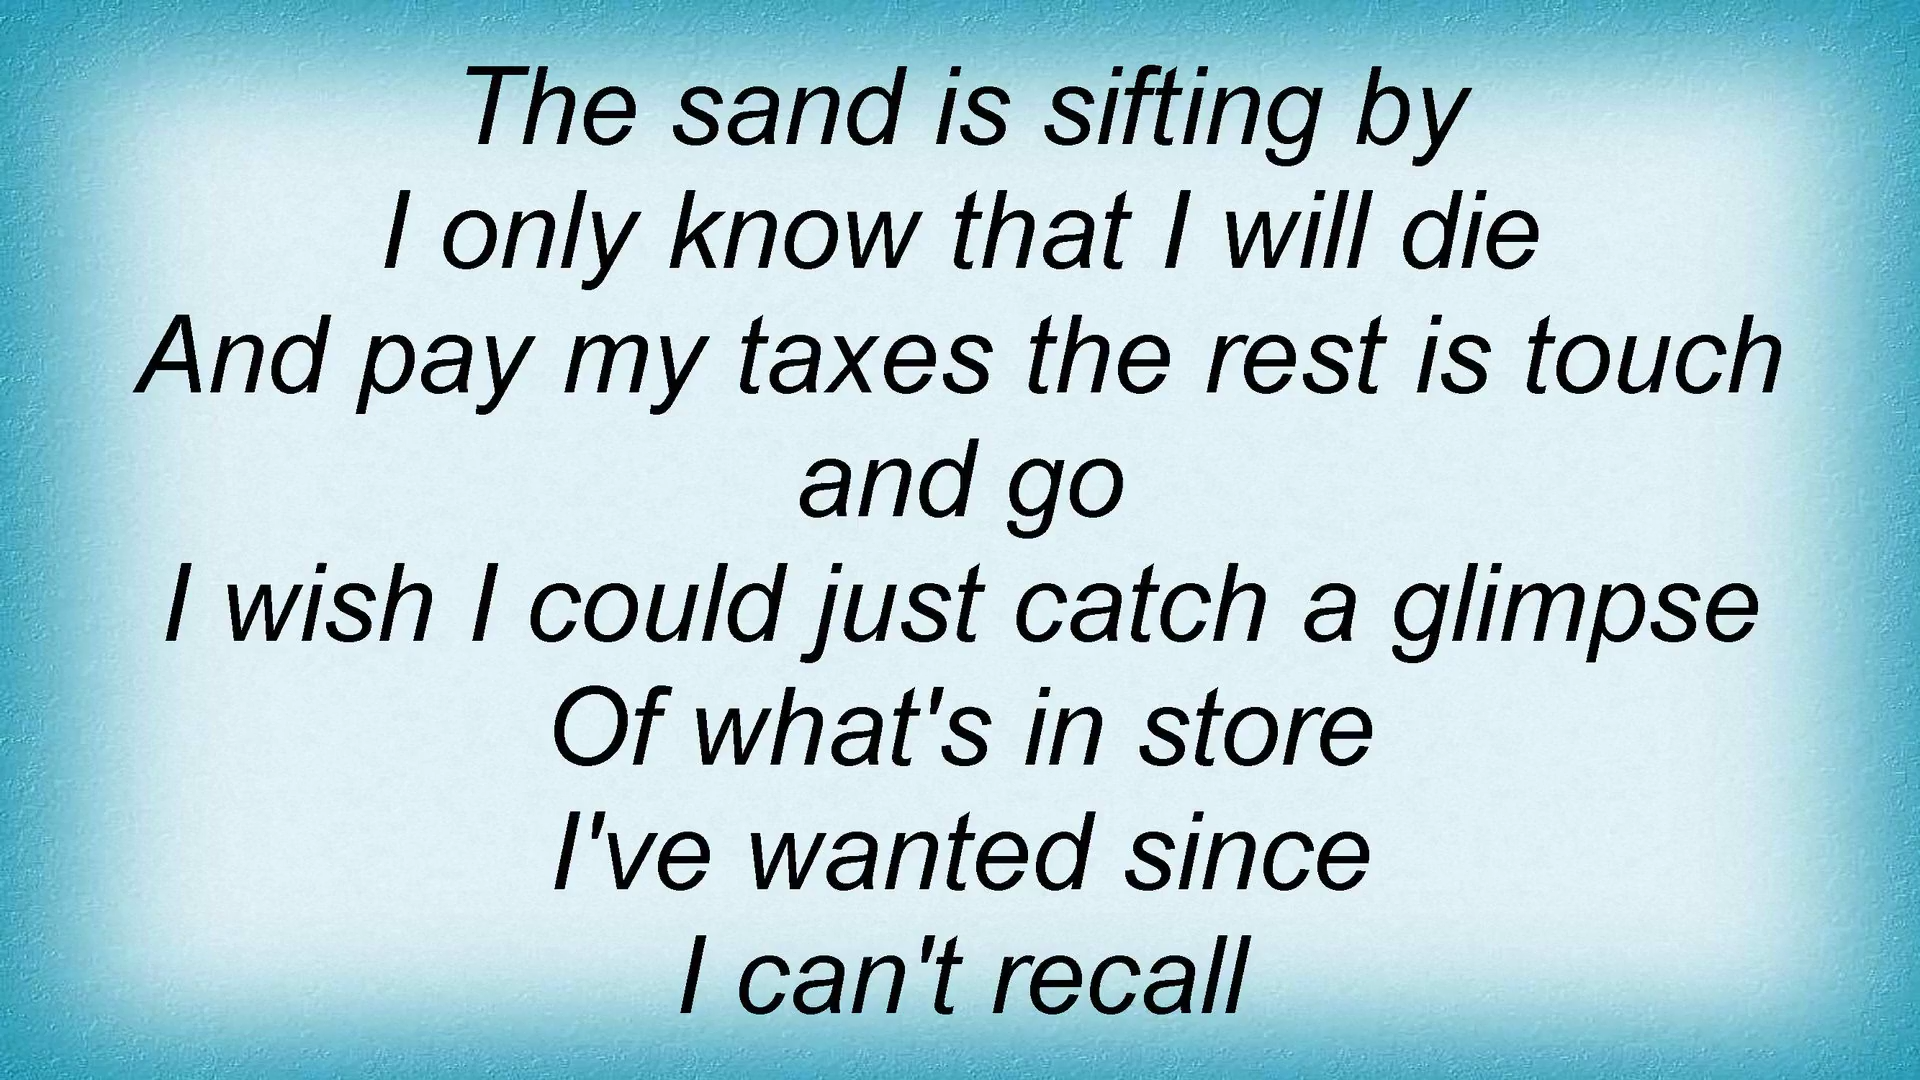 The sand is sifting by
I only know that I will die
And pay my taxes the rest is touch
and go
I wish I could just catch a glimpse
Of what's in store
I've wanted since
I can't recall